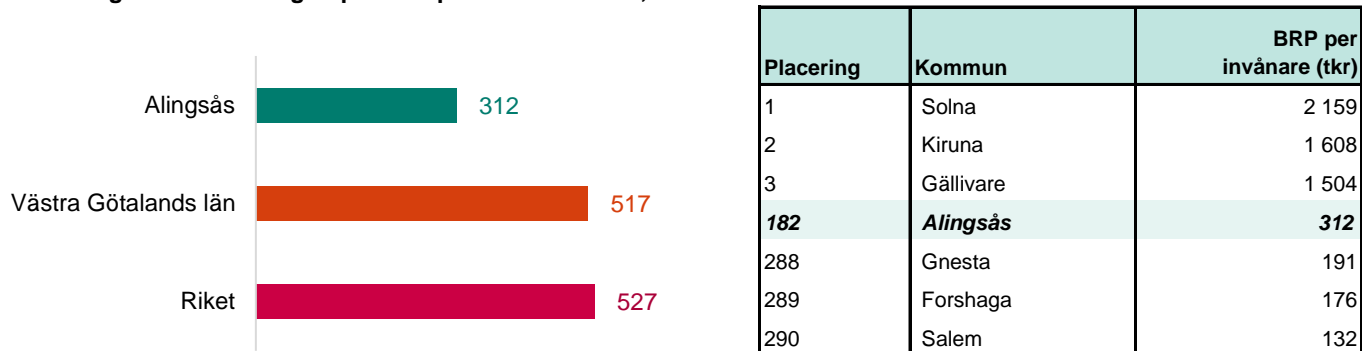 Alingsås
312
Västra Götalands län
517
Riket
527
Placering Kommun BRP per invånare (tkr)
1 Solna 2 159
2 Kiruna 1 608
3 Gällivare 1 504
182 Alingsås 312
288 Gnesta 191
289 Forshaga 176
290 Salem 132